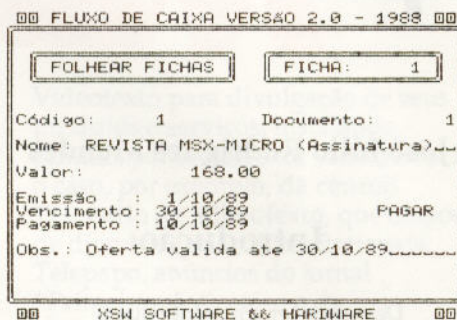 FLUXO DE CAIXA VERSÃO 2.0 - 1988
FOLHEAR FICHAS
FICHA: 1
Código: 1 Documento: 1
Nome: REVISTA MSX-MICRO (Assinatura)
Valor: 168.00
Emissão : 1/10/89
Vencimento: 30/10/89 PAGAR
Pagamento : 10/10/89
Obs.: Oferta valida ate 30/10/89
XSW SOFTWARE && HARDWARE